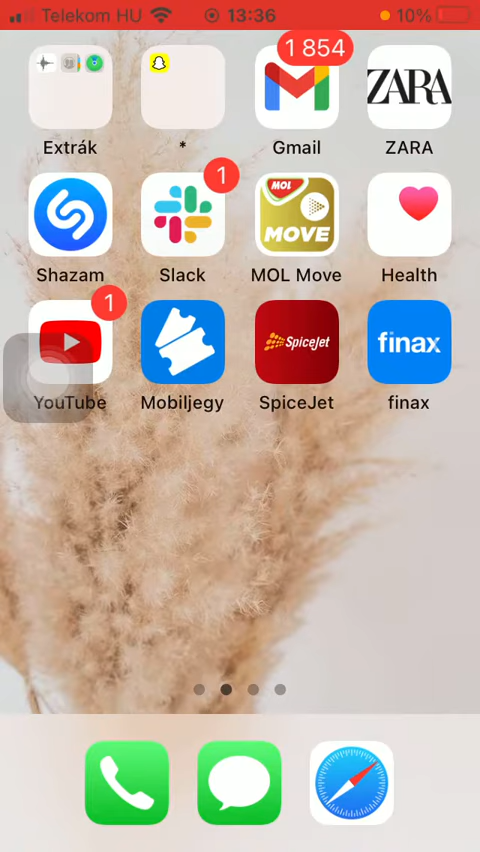 Telekom HU 13:36 10%
1 854
Extrák * Gmail ZARA
ZARA
1
MOL
MOVE
Shazam Slack MOL Move Health
1
SpiceJet
finax
YouTube Mobiljegy SpiceJet finax